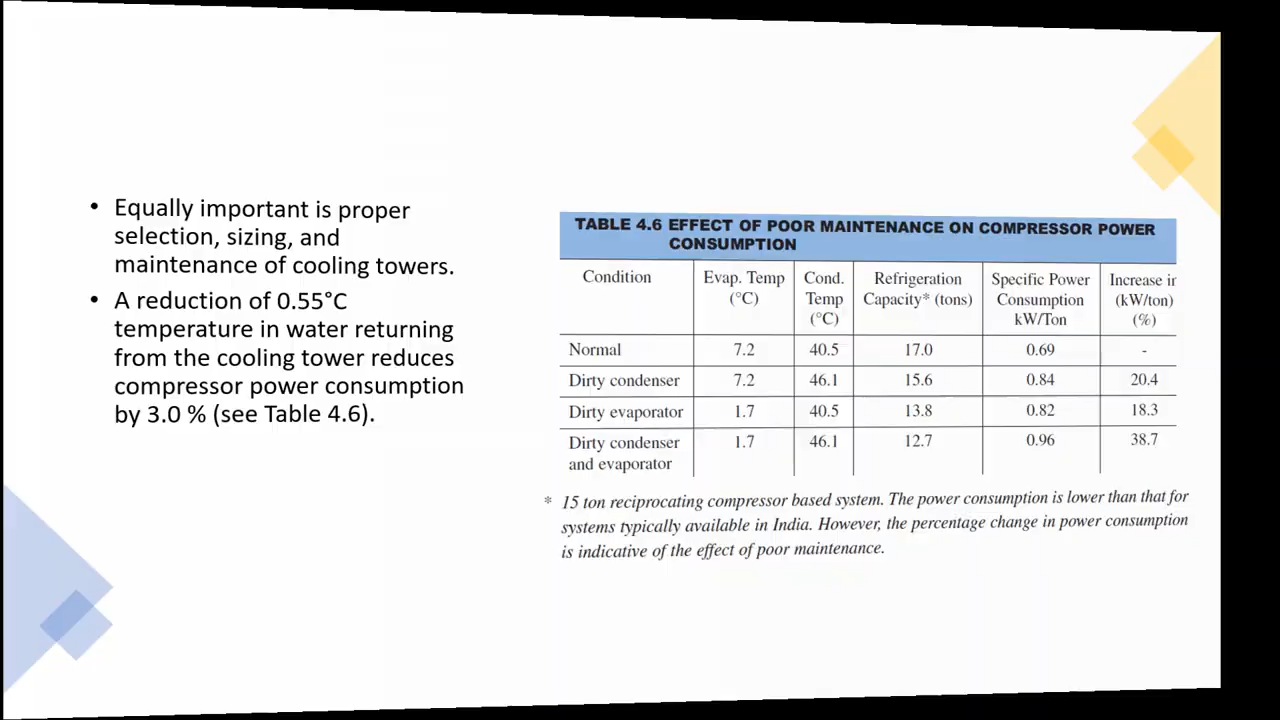 • Equally important is proper
selection, sizing, and
maintenance of cooling towers.
• A reduction of 0.55°C
temperature in water returning
from the cooling tower reduces
compressor power consumption
by 3.0 % (see Table 4.6).
TABLE 4.6 EFFECT OF POOR MAINTENANCE ON COMPRESSOR POWER
CONSUMPTION
Condition Evap. Temp (°C) Cond. Temp (°C) Refrigeration Capacity* (tons) Specific Power Consumption kW/Ton Increase in (kW/ton) (%)
Normal 7.2 40.5 17.0 0.69 -
Dirty condenser 7.2 46.1 15.6 0.84 20.4
Dirty evaporator 1.7 40.5 13.8 0.82 18.3
Dirty condenser and evaporator 1.7 46.1 12.7 0.96 38.7
* 15 ton reciprocating compressor based system. The power consumption is lower than that for
systems typically available in India. However, the percentage change in power consumption
is indicative of the effect of poor maintenance.